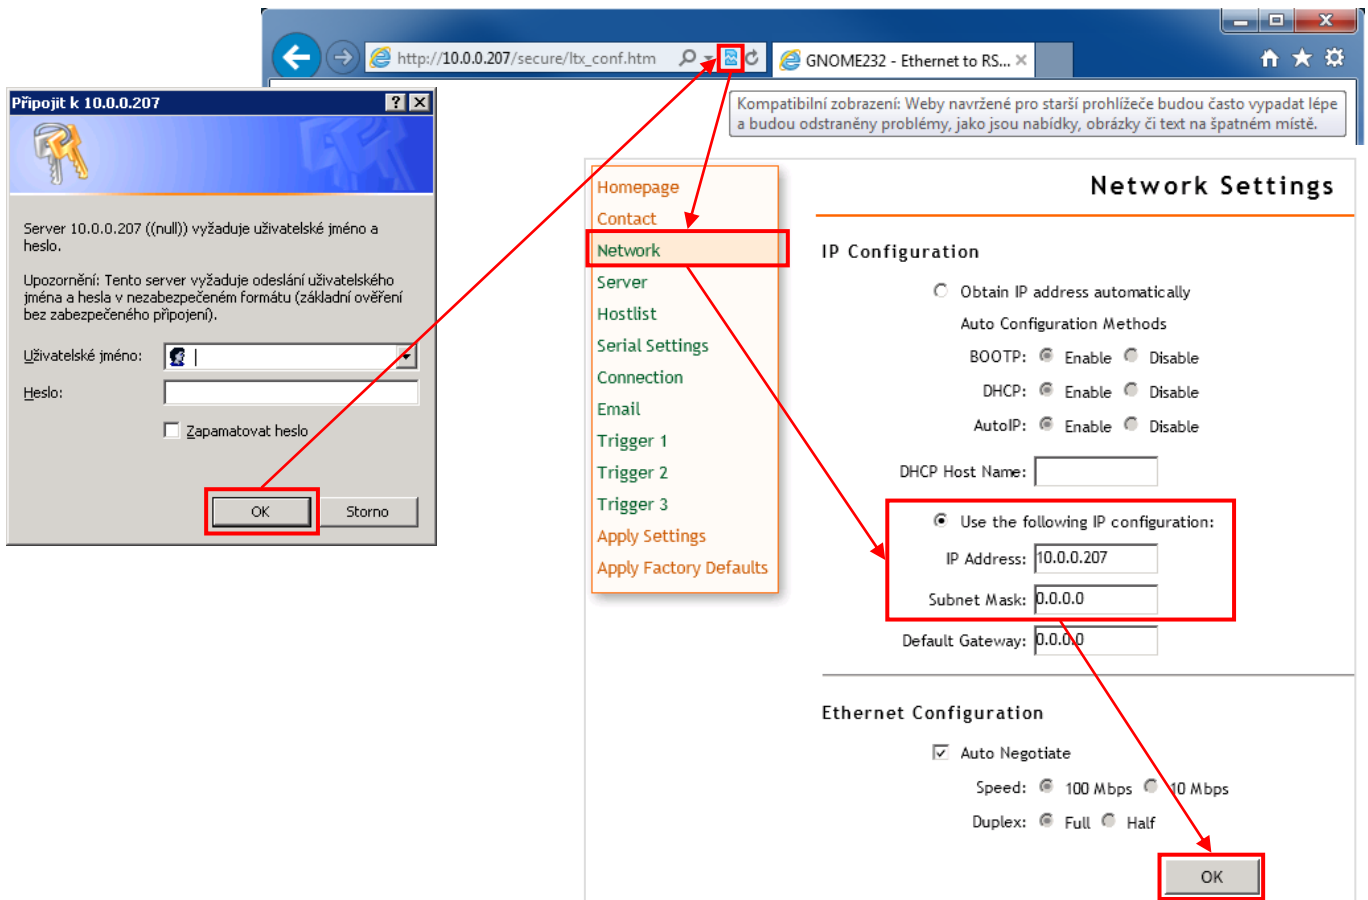 http://10.0.0.207/secure/ltx_conf.htm
GNOME232 - Ethernet to RS...
Kompatibilní zobrazení: Weby navržené pro starší prohlížeče budou často vypadat lépe
a budou odstraněny problémy, jako jsou nabídky, obrázky či text na špatném místě.
Připojit k 10.0.0.207
Server 10.0.0.207 ((null)) vyžaduje uživatelské jméno a
heslo.
Upozornění: Tento server vyžaduje odeslání uživatelského
jména a hesla v nezabezpečeném formátu (základní ověření
bez zabezpečeného připojení).
Uživatelské jméno:
Heslo:
Zapamatovat heslo
OK Storno
Homepage
Contact
Network
Server
Hostlist
Serial Settings
Connection
Email
Trigger 1
Trigger 2
Trigger 3
Apply Settings
Apply Factory Defaults
Network Settings
IP Configuration
Obtain IP address automatically
Auto Configuration Methods
BOOTP: Enable Disable
DHCP: Enable Disable
AutoIP: Enable Disable
DHCP Host Name:
Use the following IP configuration:
IP Address: 10.0.0.207
Subnet Mask: 0.0.0.0
Default Gateway: 0.0.0.0
Ethernet Configuration
Auto Negotiate
Speed: 100 Mbps 10 Mbps
Duplex: Full Half
OK